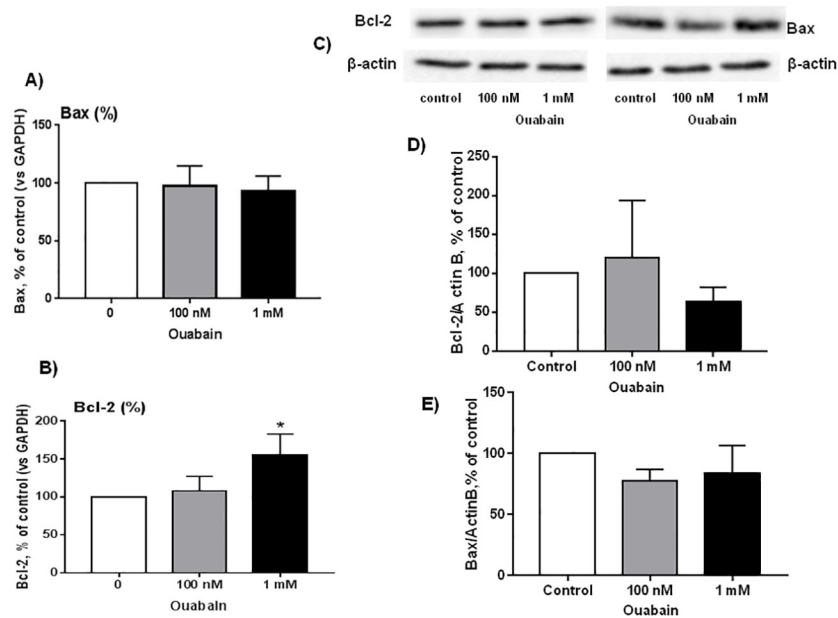 C)
Bcl-2
Bax
β-actin
β-actin
control 100 nM 1 mM
Ouabain
control 100 nM 1 mM
Ouabain
A)
Bax (%)
Bax, % of control (vs GAPDH)
150
100
50
0
0 100 nM 1 mM
Ouabain
B)
Bcl-2 (%)
Bcl-2, % of control (vs GAPDH)
200
150
100
50
0
*
0 100 nM 1 mM
Ouabaln
D)
Bcl-2/A ctin B, % of control
250
200
150
100
50
0
Control 100 nM 1 mM
Ouabain
E)
Bax/ActinB,% of control
150
100
50
0
Control 100 nM 1 mM
Ouabain